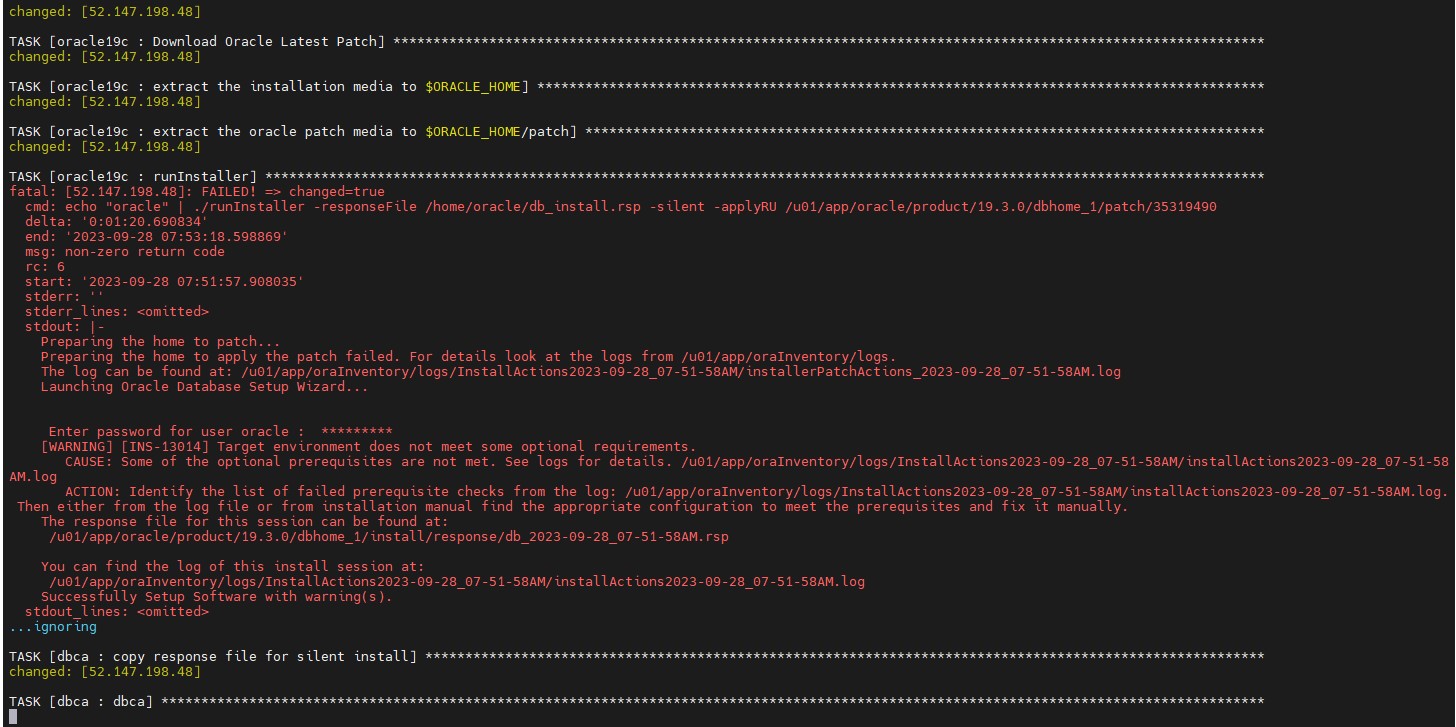 changed: [52.147.198.48]
TASK [oracle19c : Download Oracle Latest Patch] *************************************************************************************************************
changed: [52.147.198.48]
TASK [oracle19c : extract the installation media to $ORACLE_HOME] *******************************************************************************************
changed: [52.147.198.48]
TASK [oracle19c : extract the oracle patch media to $ORACLE_HOME/patch] *************************************************************************************
changed: [52.147.198.48]
TASK [oracle19c : runInstaller] *****************************************************************************************************************************
fatal: [52.147.198.48]: FAILED! => changed=true
cmd: echo "oracle" | ./runInstaller -responseFile /home/oracle/db_install.rsp -silent -applyRU /u01/app/oracle/product/19.3.0/dbhome_1/patch/35319490
delta: '0:01:20.690834'
end: '2023-09-28 07:53:18.598869'
msg: non-zero return code
rc: 6
start: '2023-09-28 07:51:57.908035'
stderr: ''
stderr_lines: <omitted>
stdout: |-
Preparing the home to patch...
Preparing the home to apply the patch failed. For details look at the logs from /u01/app/oraInventory/logs.
The log can be found at: /u01/app/oraInventory/logs/InstallActions2023-09-28_07-51-58AM/installerPatchActions_2023-09-28_07-51-58AM.log
Launching Oracle Database Setup Wizard...
Enter password for user oracle :  *********
[WARNING] [INS-13014] Target environment does not meet some optional requirements.
CAUSE: Some of the optional prerequisites are not met. See logs for details. /u01/app/oraInventory/logs/InstallActions2023-09-28_07-51-58AM/installActions2023-09-28_07-51-58
AM.log
ACTION: Identify the list of failed prerequisite checks from the log: /u01/app/oraInventory/logs/InstallActions2023-09-28_07-51-58AM/installActions2023-09-28_07-51-58AM.log.
Then either from the log file or from installation manual find the appropriate configuration to meet the prerequisites and fix it manually.
The response file for this session can be found at:
/u01/app/oracle/product/19.3.0/dbhome_1/install/response/db_2023-09-28_07-51-58AM.rsp
You can find the log of this install session at:
/u01/app/oraInventory/logs/InstallActions2023-09-28_07-51-58AM/installActions2023-09-28_07-51-58AM.log
Successfully Setup Software with warning(s).
stdout_lines: <omitted>
...ignoring
TASK [dbca : copy response file for silent install] *********************************************************************************************************
changed: [52.147.198.48]
TASK [dbca : dbca] ******************************************************************************************************************************************